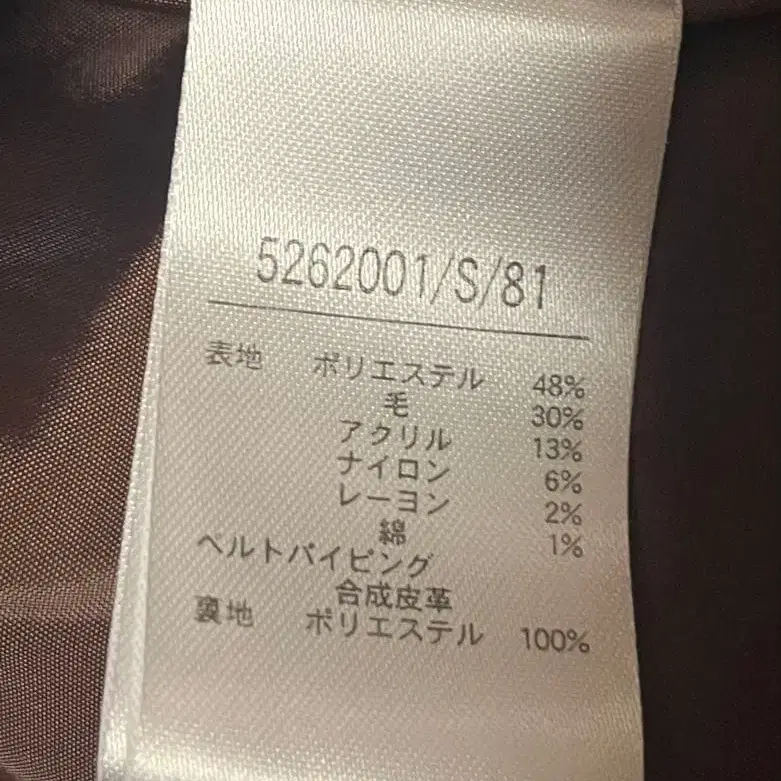 5262001/S/81
表地 ポリエステル 48%
毛 30%
アクリル 13%
ナイロン 6%
レーヨン 2%
綿 1%
ベルトパイピング
合成皮革
裏地 ポリエステル 100%